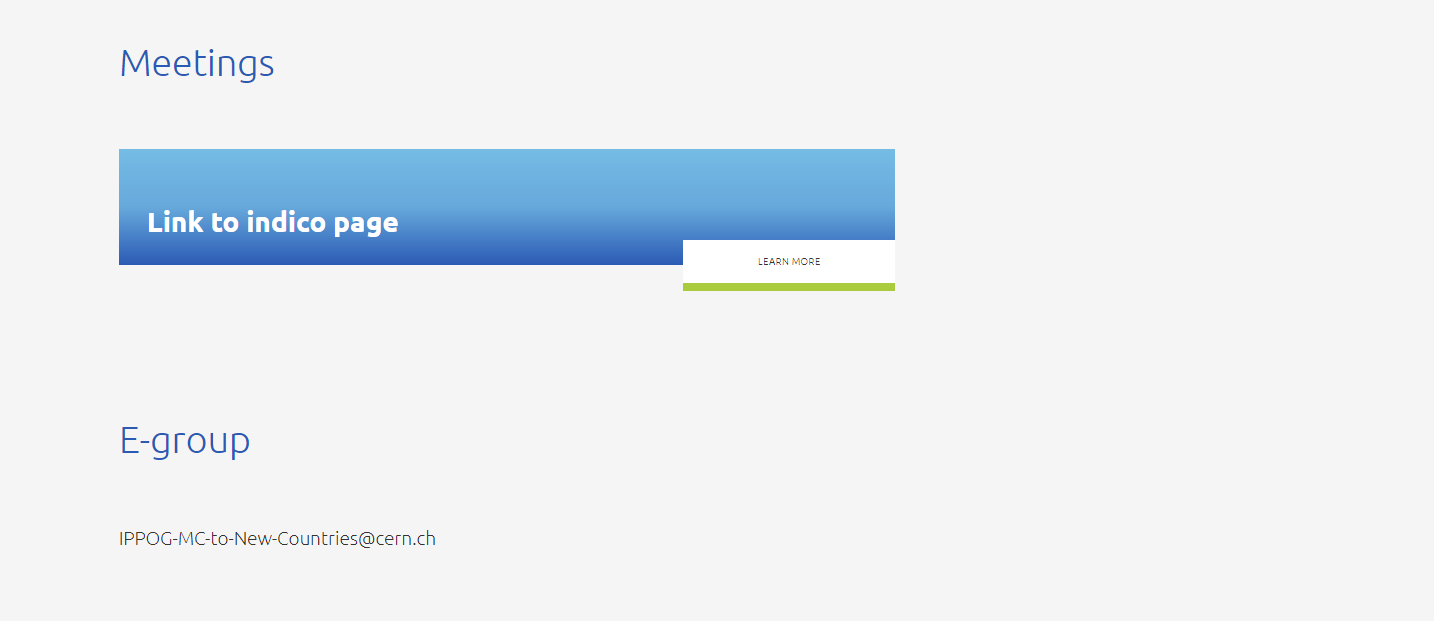 Meetings
Link to indico page
LEARN MORE
E-group
IPPOG-MC-to-New-Countries@cern.ch